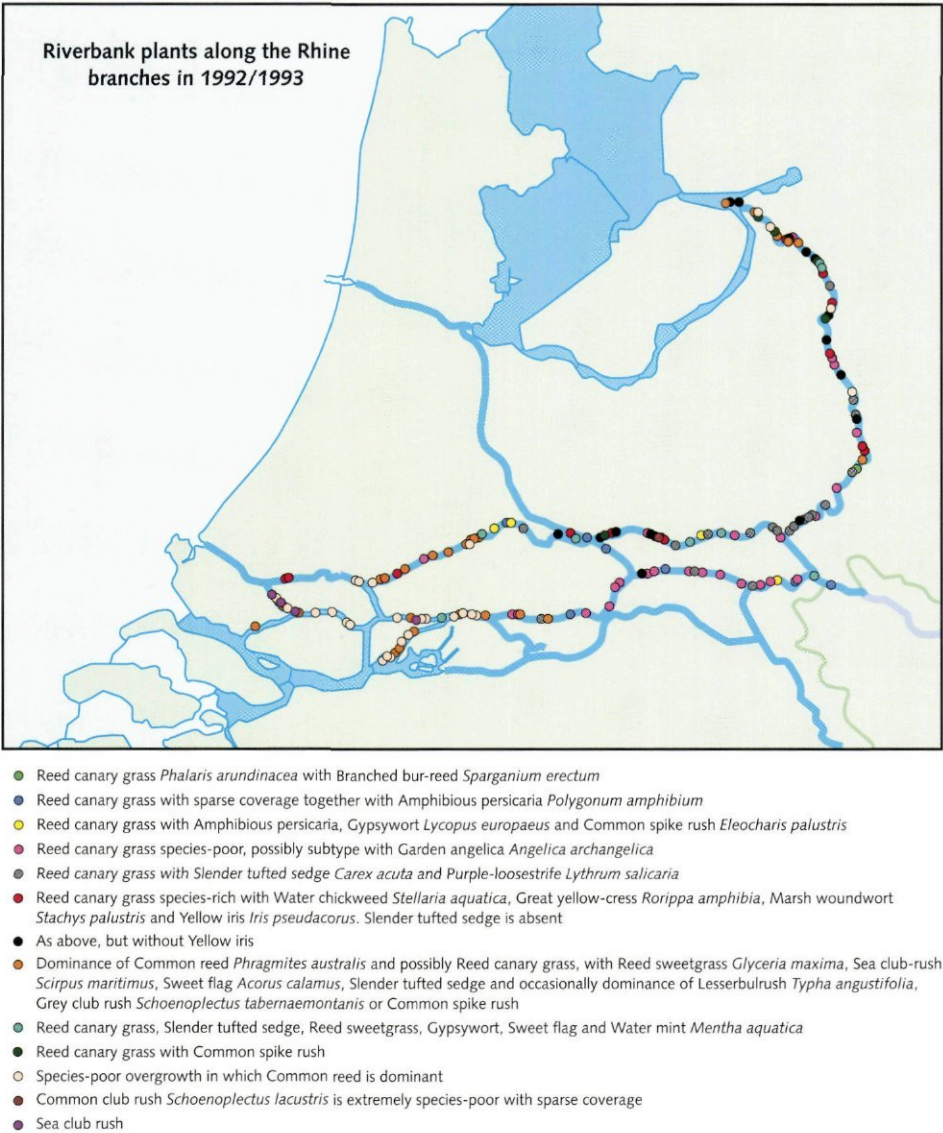 Riverbank plants along the Rhine
branches in 1992/1993
Reed canary grass Phalaris arundinacea with Branched bur-reed Sparganium erectum
Reed canary grass with sparse coverage together with Amphibious persicaria Polygonum amphibium
Reed canary grass with Amphibious persicaria, Gypsywort Lycopus europaeus and Common spike rush Eleocharis palustris
Reed canary grass species-poor, possibly subtype with Garden angelica Angelica archangelica
Reed canary grass with Slender tufted sedge Carex acuta and Purple-loosestrife Lythrum salicaria
Reed canary grass species-rich with Water chickweed Stellaria aquatica, Great yellow-cress Rorippa amphibia, Marsh woundwort
Stachys palustris and Yellow iris Iris pseudacorus. Slender tufted sedge is absent
As above, but without Yellow iris
Dominance of Common reed Phragmites australis and possibly Reed canary grass, with Reed sweetgrass Glyceria maxima, Sea club-rush
Scirpus maritimus, Sweet flag Acorus calamus, Slender tufted sedge and occasionally dominance of Lesserbulrush Typha angustifolia,
Grey club rush Schoenoplectus tabernaemontanis or Common spike rush
Reed canary grass, Slender tufted sedge, Reed sweetgrass, Gypsywort, Sweet flag and Water mint Mentha aquatica
Reed canary grass with Common spike rush
Species-poor overgrowth in which Common reed is dominant
Common club rush Schoenoplectus lacustris is extremely species-poor with sparse coverage
Sea club rush